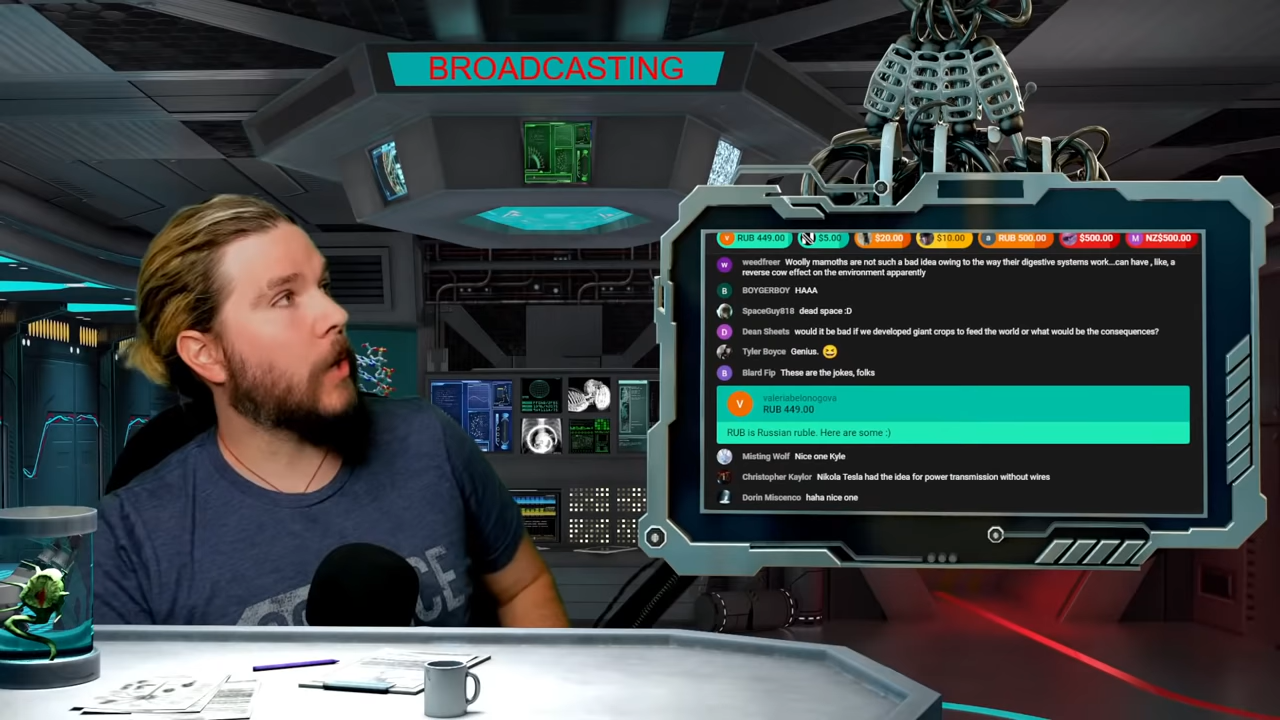 BROADCASTING
RUB 449.00 $5.00 $20.00 $10.00 RUB 500.00 $500.00 NZ$500.00
weedfreer Woolly mamoths are not such a bad idea owing to the way their digestive systems work...can have , like, a
reverse cow effect on the environment apparently
BOYGERBOY HAAA
SpaceGuy818 dead space :D
Dean Sheets would it be bad if we developed giant crops to feed the world or what would be the consequences?
Tyler Boyce Genius. 😆
Blard Fip These are the jokes, folks
valeriabelonogova
RUB 449.00
RUB is Russian ruble. Here are some :)
Misting Wolf Nice one Kyle
Christopher Kaylor Nikola Tesla had the idea for power transmission without wires
Dorin Miscenco haha nice one